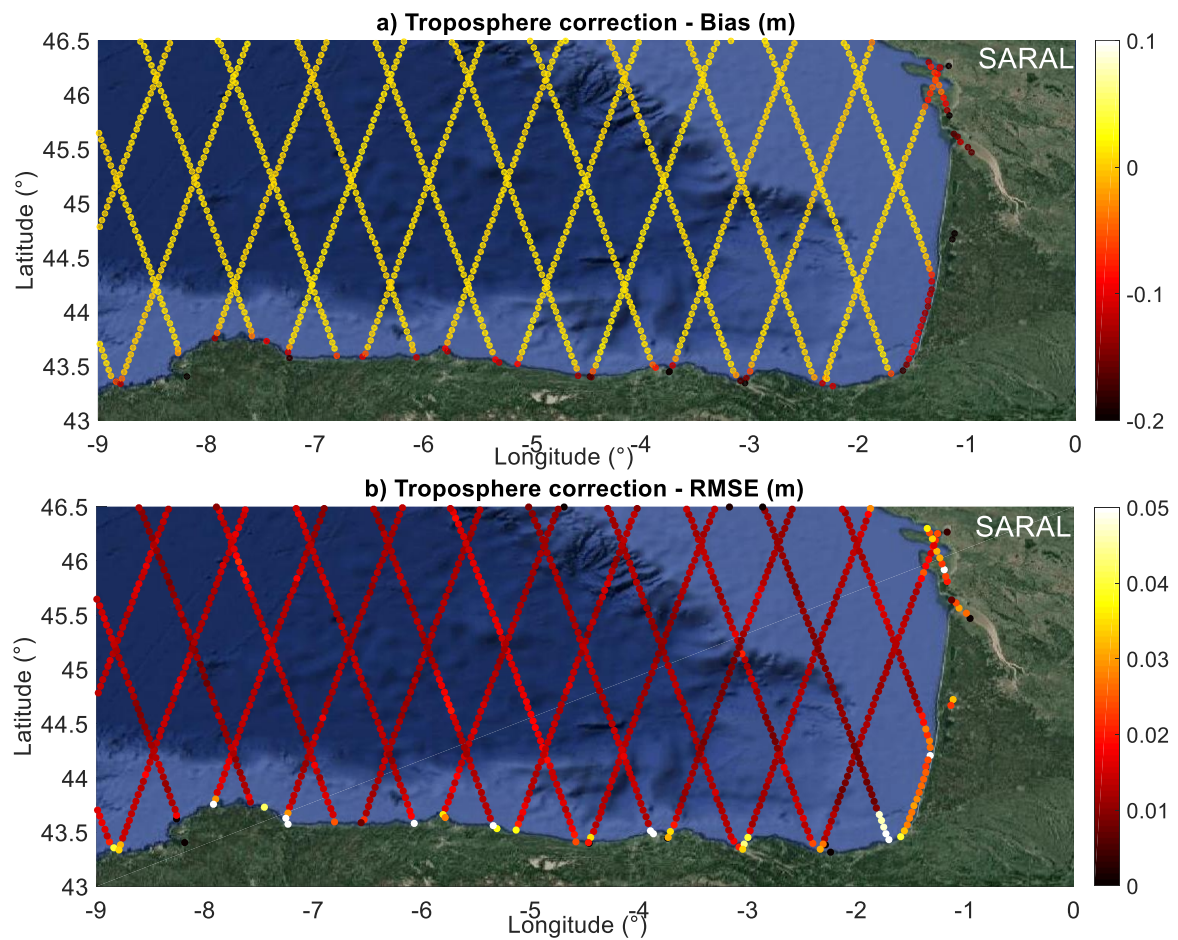 a) Troposphere correction - Bias (m)
SARAL
46.5
46
45.5
45
44.5
44
43.5
43
Latitude (°)
-9 -8 -7 -6 -5 -4 -3 -2 -1 0
Longitude (°)
0.1
0
-0.1
-0.2
b) Troposphere correction - RMSE (m)
SARAL
46.5
46
45.5
45
44.5
44
43.5
43
Latitude (°)
-9 -8 -7 -6 -5 -4 -3 -2 -1 0
Longitude (°)
0.05
0.04
0.03
0.02
0.01
0